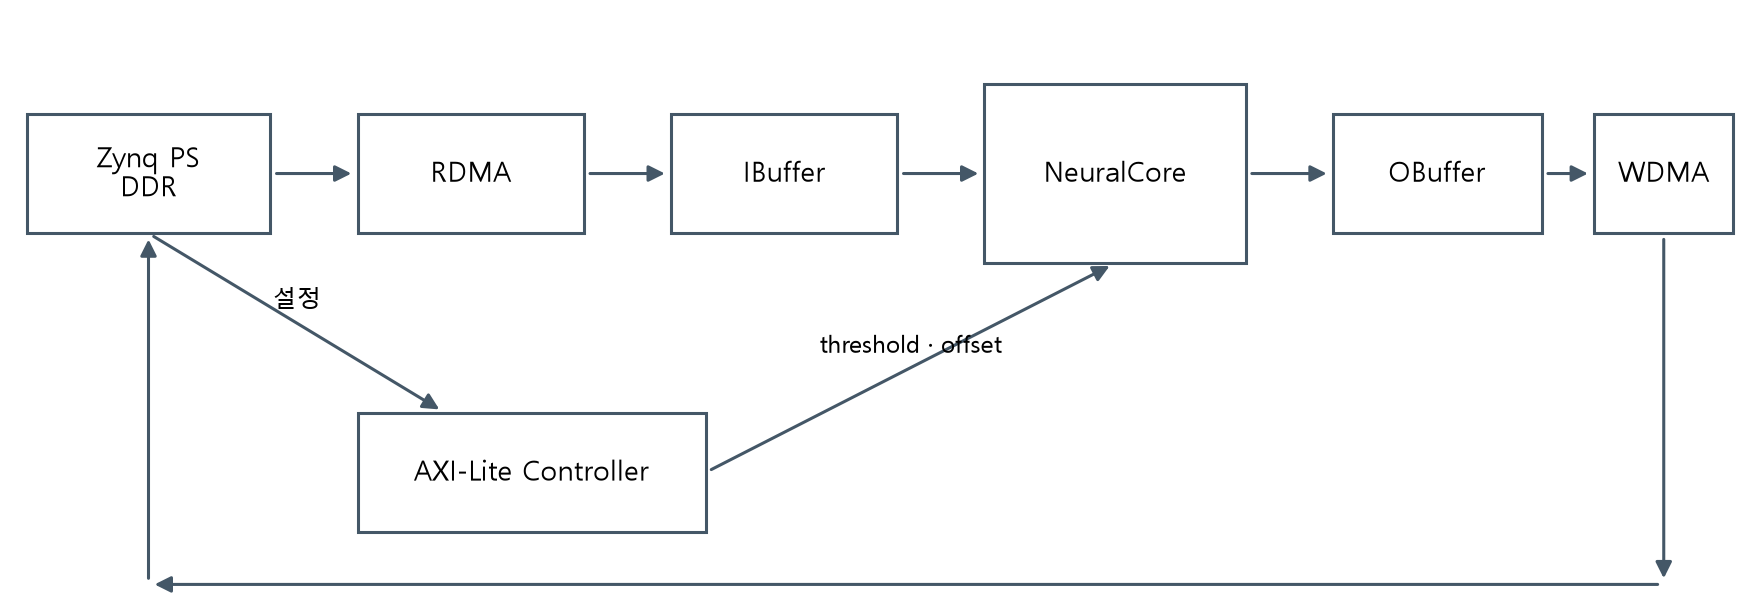 Zynq PS
DDR
RDMA
IBuffer
NeuralCore
OBuffer
WDMA
설정
threshold · offset
AXI-Lite Controller